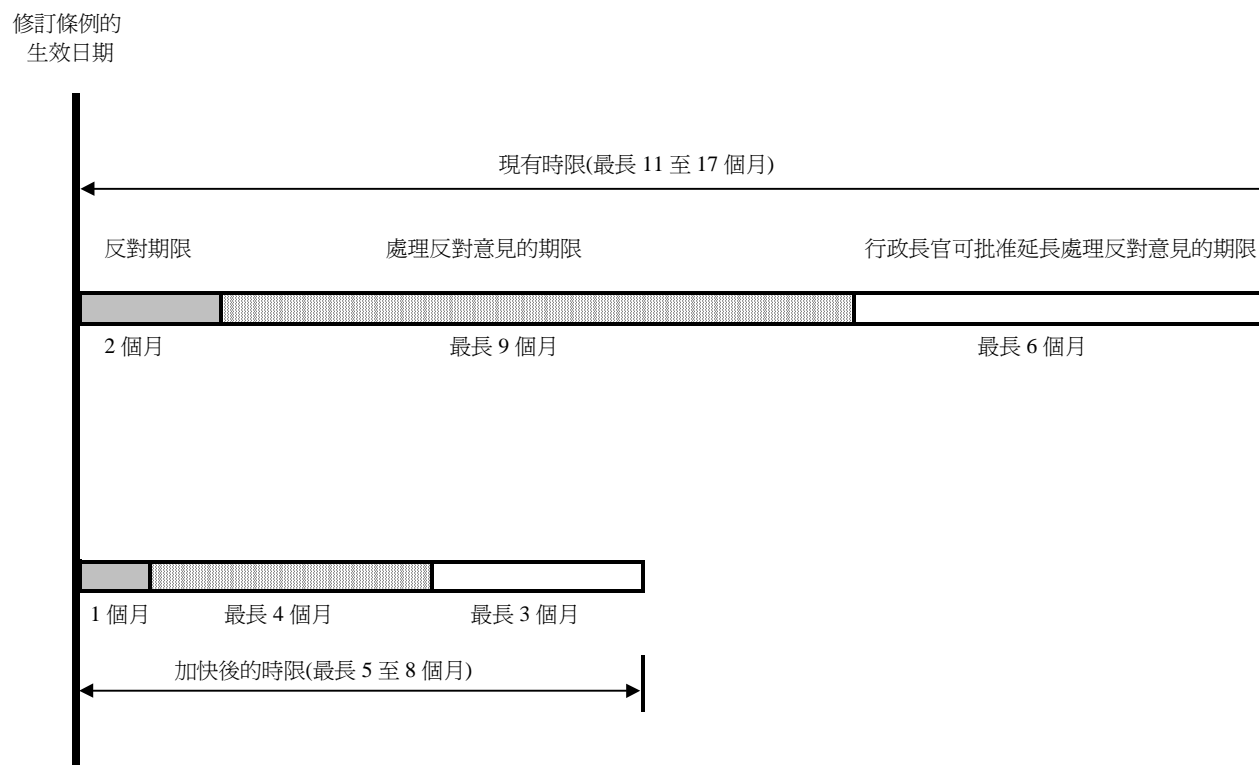 修訂條例的
生效日期
現有時限(最長 11 至 17 個月)
反對期限
處理反對意見的期限
行政長官可批准延長處理反對意見的期限
2 個月
最長 9 個月
最長 6 個月
1 個月
最長 4 個月
最長 3 個月
加快後的時限(最長 5 至 8 個月)